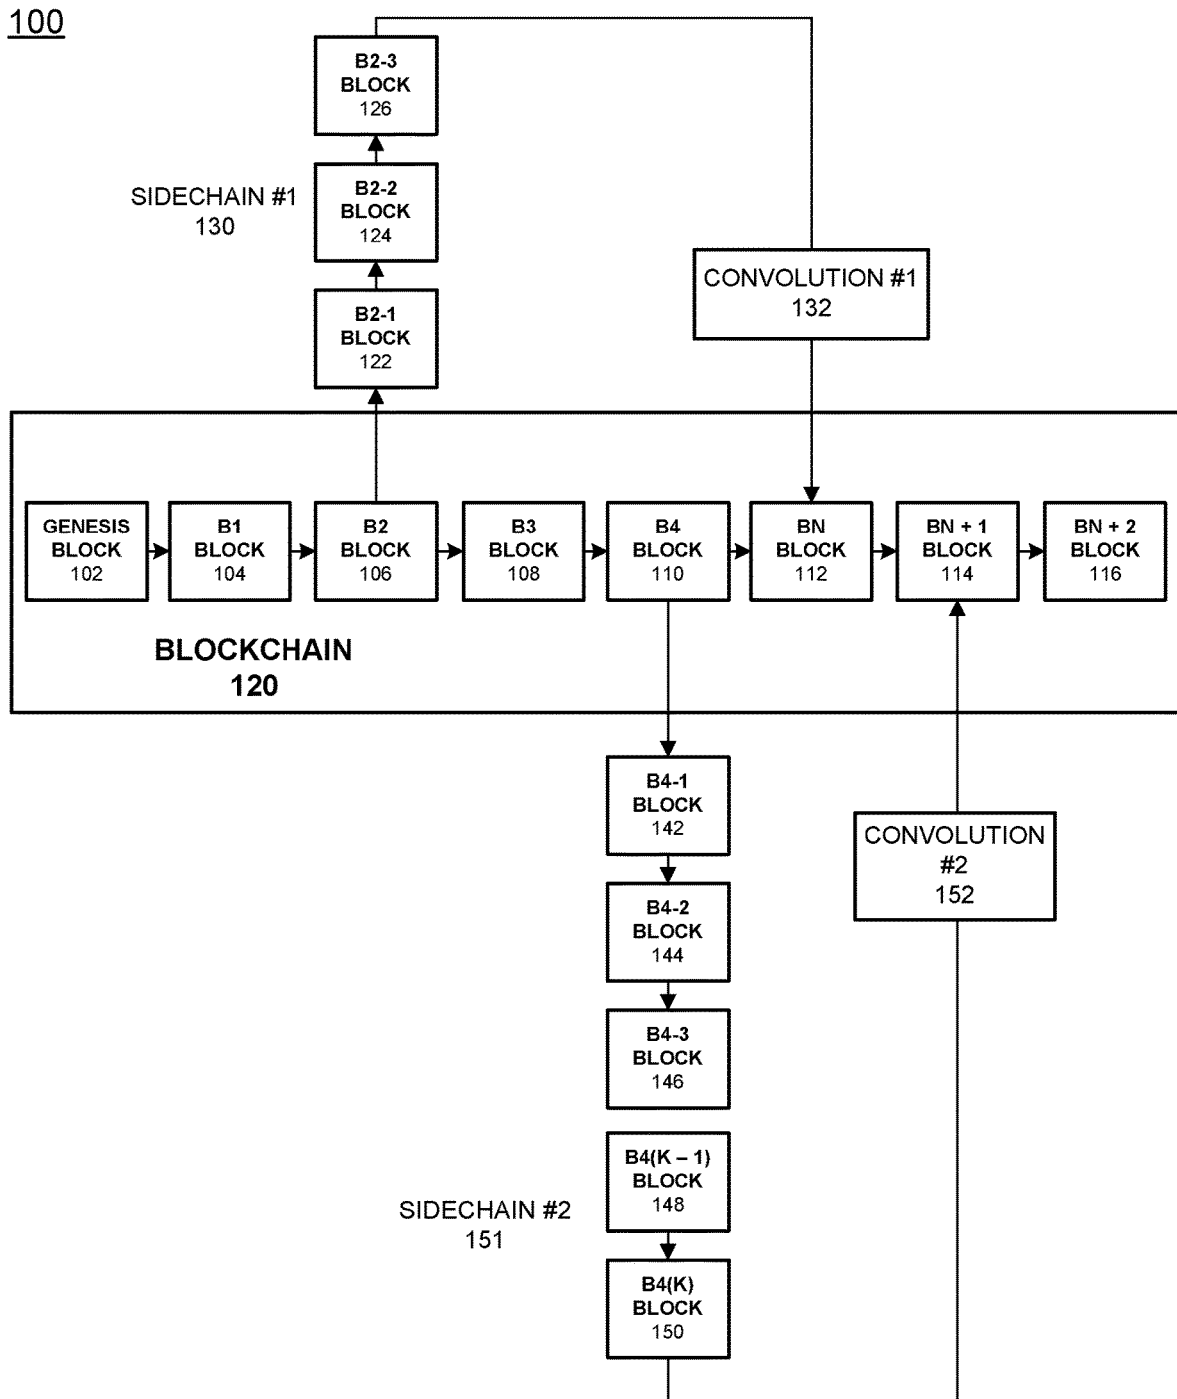 100
B2-3
BLOCK
126
SIDECHAIN #1
130
B2-2
BLOCK
124
B2-1
BLOCK
122
CONVOLUTION #1
132
GENESIS
BLOCK
102
B1
BLOCK
104
B2
BLOCK
106
B3
BLOCK
108
B4
BLOCK
110
BN
BLOCK
112
BN + 1
BLOCK
114
BN + 2
BLOCK
116
BLOCKCHAIN
120
B4-1
BLOCK
142
CONVOLUTION
#2
152
B4-2
BLOCK
144
B4-3
BLOCK
146
B4(K – 1)
BLOCK
148
SIDECHAIN #2
151
B4(K)
BLOCK
150